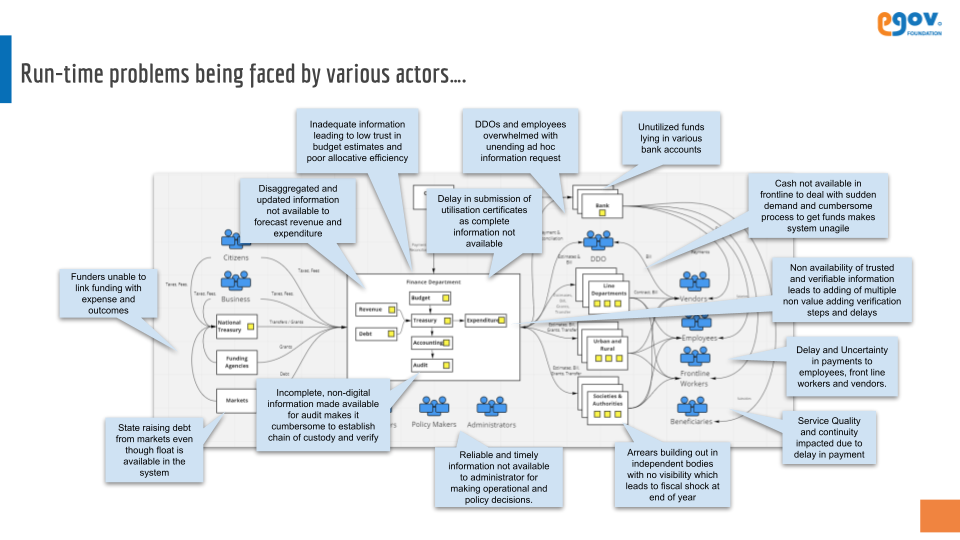 egov.
FOUNDATION
Run-time problems being faced by various actors....
Inadequate information
leading to low trust in
budget estimates and
poor allocative efficiency
DDOs and employees
overwhelmed with
unending ad hoc
information request
Unutilized funds
lying in various
bank accounts
Disaggregated and
updated information
not available to
forecast revenue and
expenditure
Delay in submission of
utilisation certificates
as complete
information not
available
Cash not available in
frontline to deal with sudden
demand and cumbersome
process to get funds makes
system unagile
Funders unable to
link funding with
expense and
outcomes
Non availability of trusted
and verifiable information
leads to adding of multiple
non value adding verification
steps and delays
Delay and Uncertainty
in payments to
employees, front line
workers and vendors.
Incomplete, non-digital
information made available
for audit makes it
cumbersome to establish
chain of custody and verify
State raising debt
from markets even
though float is
available in the
system
Reliable and timely
information not available
to administrator for
making operational and
policy decisions.
Arrears building out in
independent bodies
with no visibility which
leads to fiscal shock at
end of year
Service Quality
and continuity
impacted due to
delay in payment
Citizens
Business
National
Treasury
Funding
Agencies
Markets
Taxes, Fees
Taxes, Fees
Taxes, Fees
Taxes, Fees
Transfers / Grants
Grants
Debt
Finance Department
Budget
Revenue
Treasury
Expenditure
Debt
Accounting
Audit
Policy Makers
Administrators
Bank
DDO
Line
Departments
Urban and
Rural
Societies &
Authorities
Vendors
Employees
Frontline
Workers
Beneficiaries
Payments
Bill